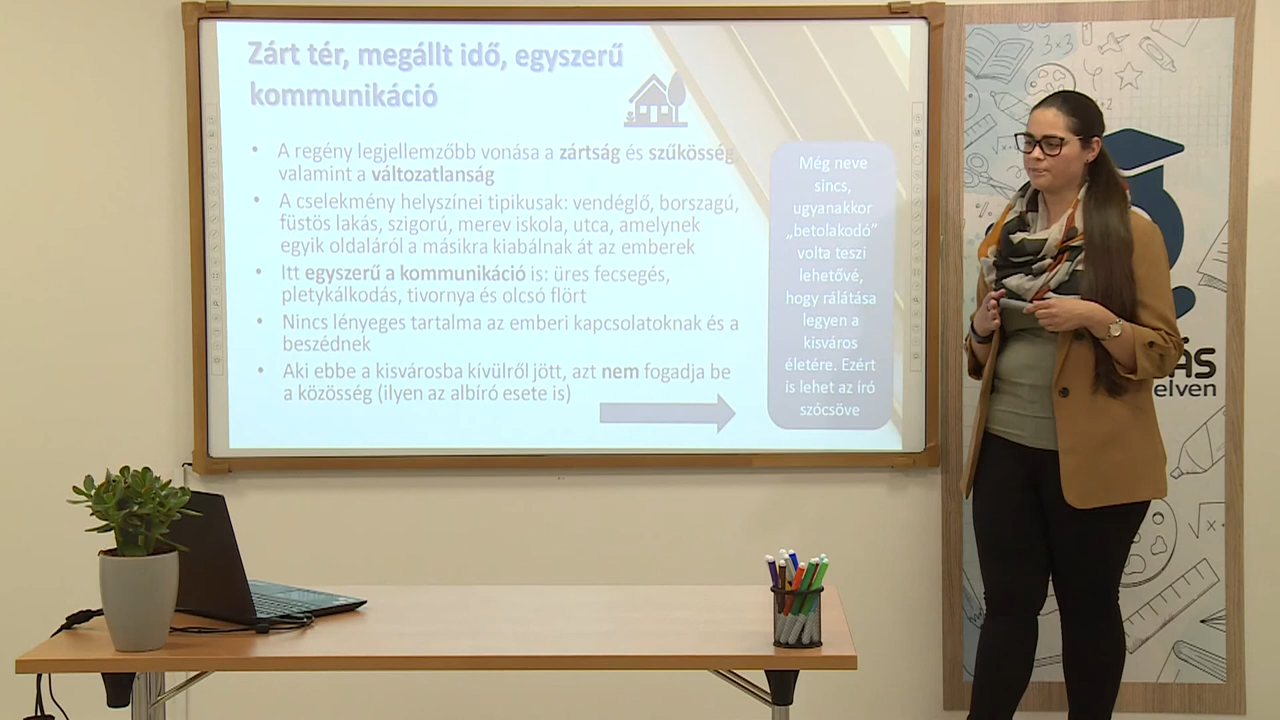 Zárt tér, megállt idő, egyszerű
kommunikáció
• A regény legjellemzőbb vonása a zártság és szűkösség
valamint a változatlanság
• A cselekmény helyszínei tipikusak: vendéglő, borszagú,
füstös lakás, szigorú, merev iskola, utca, amelynek
egyik oldaláról a másikra kiabálnak át az emberek
• Itt egyszerű a kommunikáció is: üres fecsegés,
pletykálkodás, tivornya és olcsó flört
• Nincs lényeges tartalma az emberi kapcsolatoknak és a
beszédnek
• Aki ebbe a kisvárosba kívülről jött, azt nem fogadja be
a közösség (ilyen az albíró esete is)
Még neve
sincs,
ugyanakkor
„betolakodó”
volta teszi
lehetővé,
hogy rálátása
legyen a
kisváros
életére. Ezért
is lehet az író
szócsöve
3×3
ÁS
elven
√x